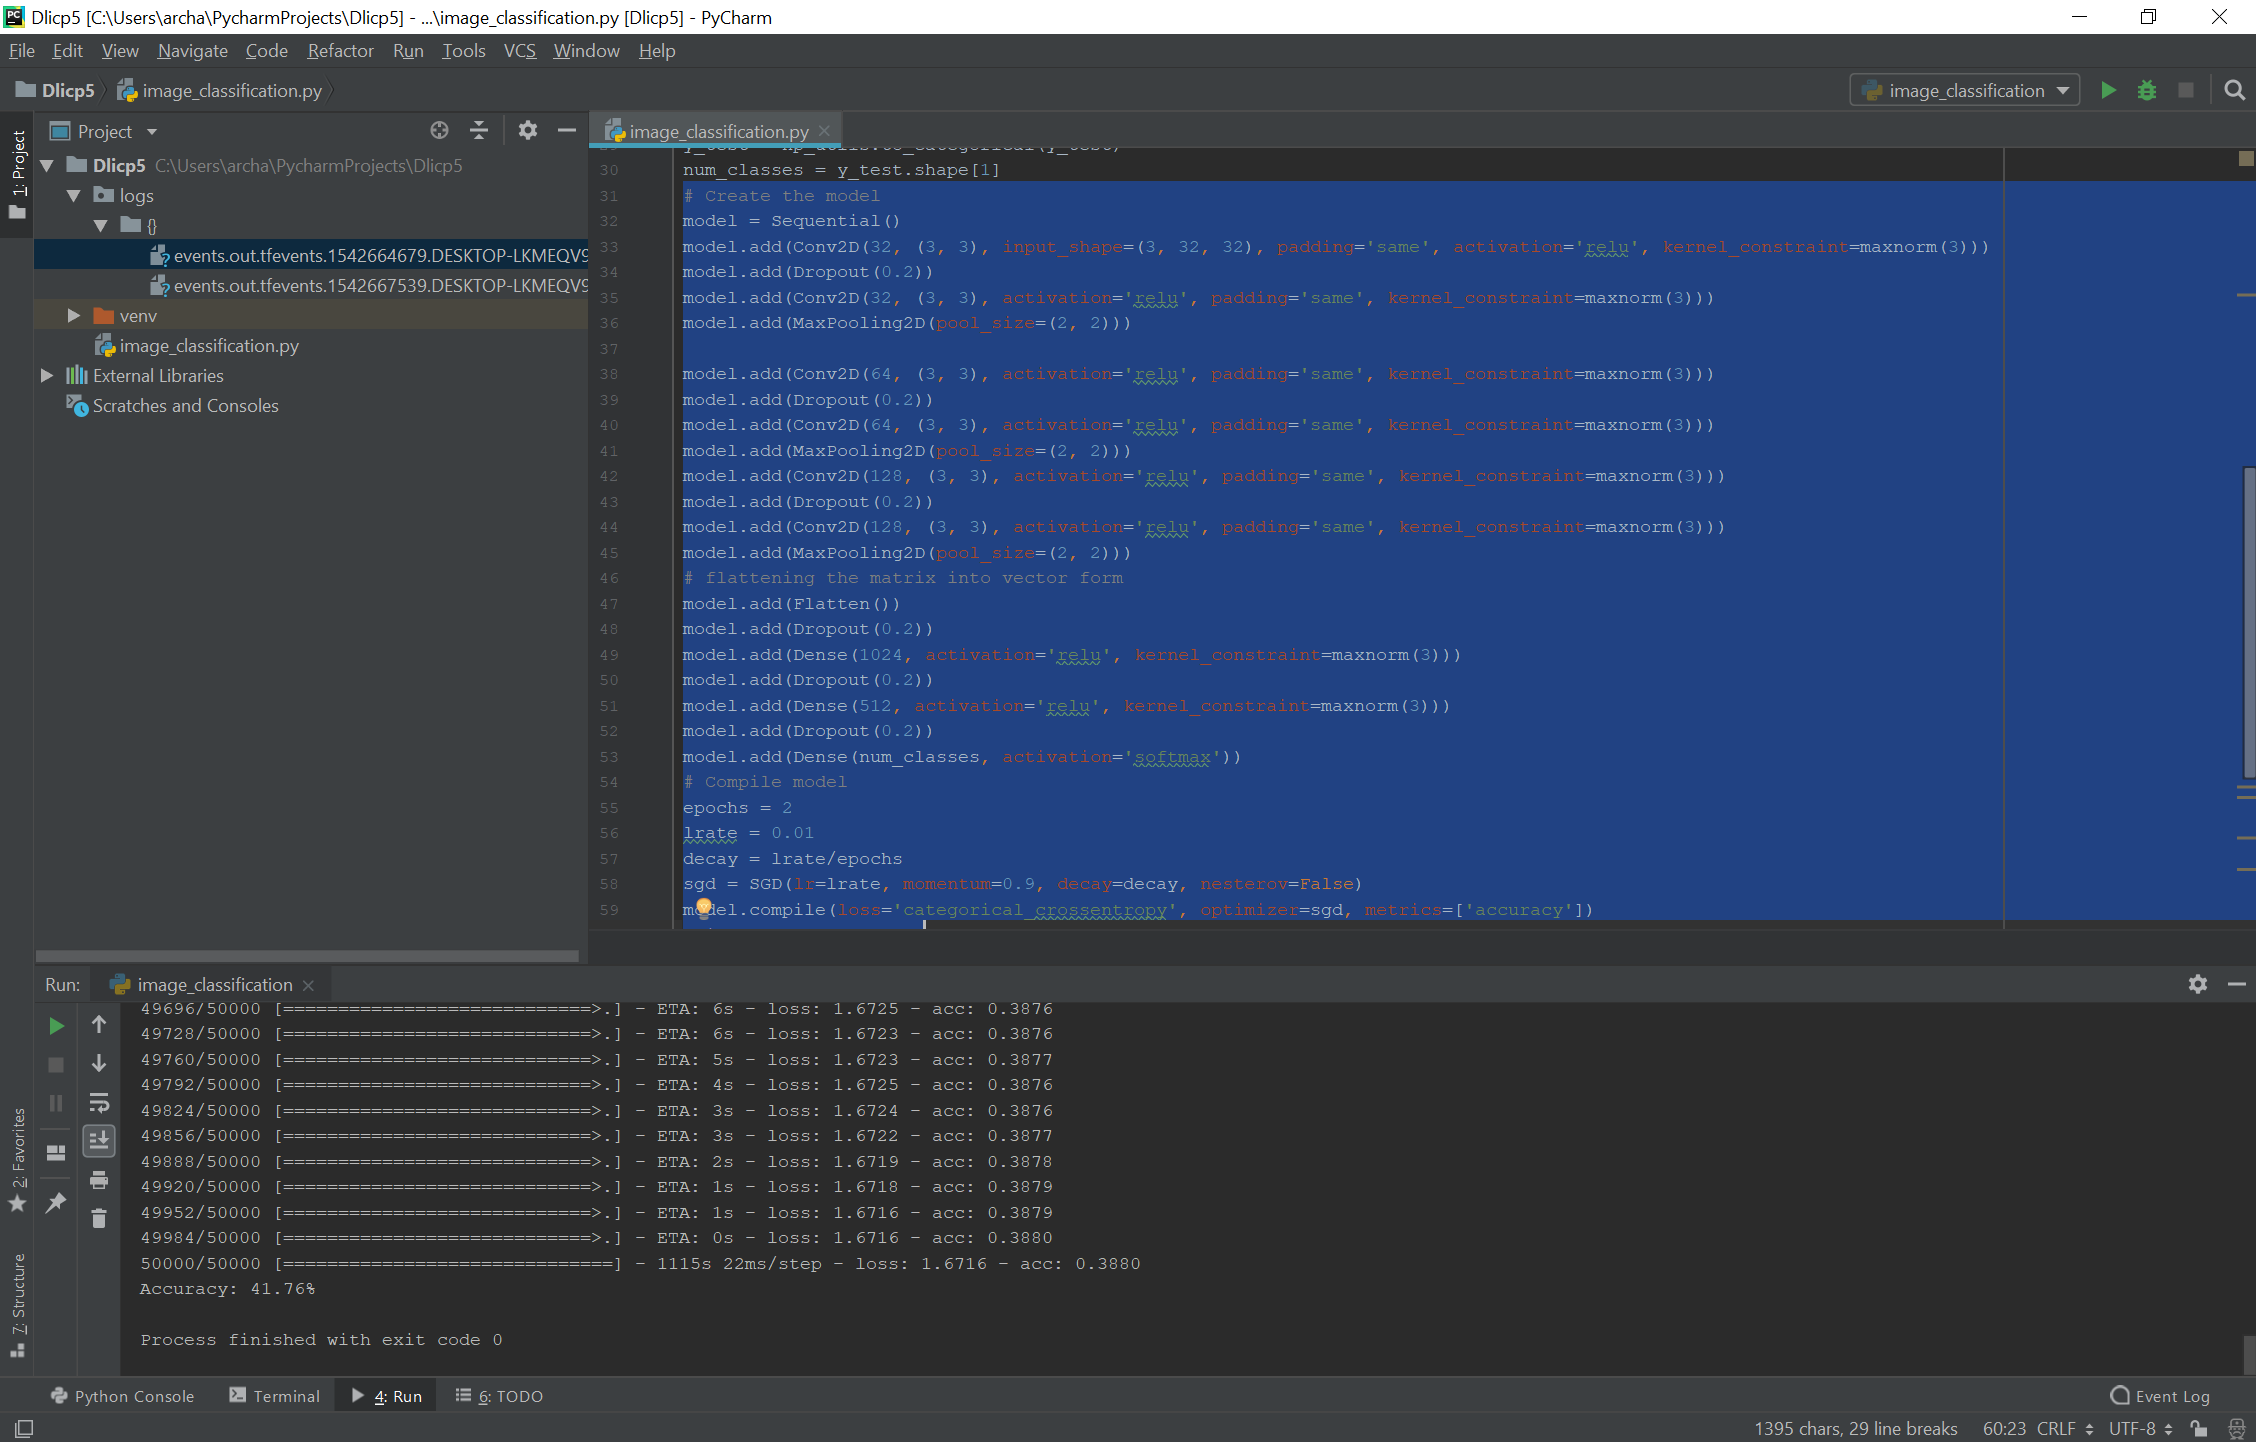 Dlicp5 [C:\Users\archa\PycharmProjects\Dlicp5] - ...\image_classification.py [Dlicp5] - PyCharm
File Edit View Navigate Code Refactor Run Tools VCS Window Help
Dlicp5 image_classification.py
image_classification
1: Project
Project
image_classification.py
Dlicp5 C:\Users\archa\PycharmProjects\Dlicp5
logs
{}
events.out.tfevents.1542664679.DESKTOP-LKMEQV9
events.out.tfevents.1542667539.DESKTOP-LKMEQV9
venv
image_classification.py
External Libraries
Scratches and Consoles
30 num_classes = y_test.shape[1]
31 # Create the model
32 model = Sequential()
33 model.add(Conv2D(32, (3, 3), input_shape=(3, 32, 32), padding='same', activation='relu', kernel_constraint=maxnorm(3)))
34 model.add(Dropout(0.2))
35 model.add(Conv2D(32, (3, 3), activation='relu', padding='same', kernel_constraint=maxnorm(3)))
36 model.add(MaxPooling2D(pool_size=(2, 2)))
37
38 model.add(Conv2D(64, (3, 3), activation='relu', padding='same', kernel_constraint=maxnorm(3)))
39 model.add(Dropout(0.2))
40 model.add(Conv2D(64, (3, 3), activation='relu', padding='same', kernel_constraint=maxnorm(3)))
41 model.add(MaxPooling2D(pool_size=(2, 2)))
42 model.add(Conv2D(128, (3, 3), activation='relu', padding='same', kernel_constraint=maxnorm(3)))
43 model.add(Dropout(0.2))
44 model.add(Conv2D(128, (3, 3), activation='relu', padding='same', kernel_constraint=maxnorm(3)))
45 model.add(MaxPooling2D(pool_size=(2, 2)))
46 # flattening the matrix into vector form
47 model.add(Flatten())
48 model.add(Dropout(0.2))
49 model.add(Dense(1024, activation='relu', kernel_constraint=maxnorm(3)))
50 model.add(Dropout(0.2))
51 model.add(Dense(512, activation='relu', kernel_constraint=maxnorm(3)))
52 model.add(Dropout(0.2))
53 model.add(Dense(num_classes, activation='softmax'))
54 # Compile model
55 epochs = 2
56 lrate = 0.01
57 decay = lrate/epochs
58 sgd = SGD(lr=lrate, momentum=0.9, decay=decay, nesterov=False)
59 model.compile(loss='categorical_crossentropy', optimizer=sgd, metrics=['accuracy'])
Run: image_classification
49696/50000 [============================>.] - ETA: 6s - loss: 1.6725 - acc: 0.3876
49728/50000 [============================>.] - ETA: 6s - loss: 1.6723 - acc: 0.3876
49760/50000 [============================>.] - ETA: 5s - loss: 1.6723 - acc: 0.3877
49792/50000 [============================>.] - ETA: 4s - loss: 1.6725 - acc: 0.3876
49824/50000 [============================>.] - ETA: 3s - loss: 1.6724 - acc: 0.3876
49856/50000 [============================>.] - ETA: 3s - loss: 1.6722 - acc: 0.3877
49888/50000 [============================>.] - ETA: 2s - loss: 1.6719 - acc: 0.3878
49920/50000 [============================>.] - ETA: 1s - loss: 1.6718 - acc: 0.3879
49952/50000 [============================>.] - ETA: 1s - loss: 1.6716 - acc: 0.3879
49984/50000 [============================>.] - ETA: 0s - loss: 1.6716 - acc: 0.3880
50000/50000 [==============================] - 1115s 22ms/step - loss: 1.6716 - acc: 0.3880
Accuracy: 41.76%
Process finished with exit code 0
2: Favorites
7: Structure
Python Console Terminal 4: Run 6: TODO Event Log
1395 chars, 29 line breaks 60:23 CRLF UTF-8